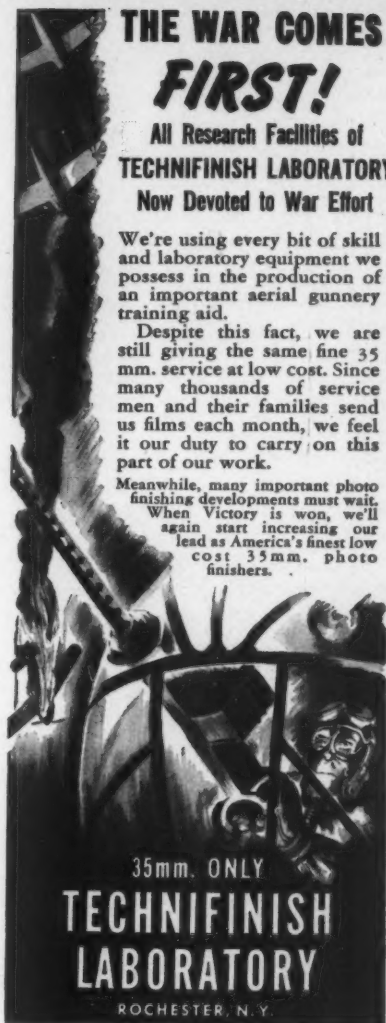 THE WAR COMES
FIRST!
All Research Facilities of
TECHNIFINISH LABORATORY
Now Devoted to War Effort
We're using every bit of skill
and laboratory equipment we
possess in the production of
an important aerial gunnery
training aid.
Despite this fact, we are
still giving the same fine 35
mm. service at low cost. Since
many thousands of service
men and their families send
us films each month, we feel
it our duty to carry on this
part of our work.
Meanwhile, many important photo
finishing developments must wait.
When Victory is won, we'll
again start increasing our
lead as America's finest low
cost 35mm. photo
finishers.
35mm. ONLY
TECHNIFINISH
LABORATORY
ROCHESTER, N.Y.